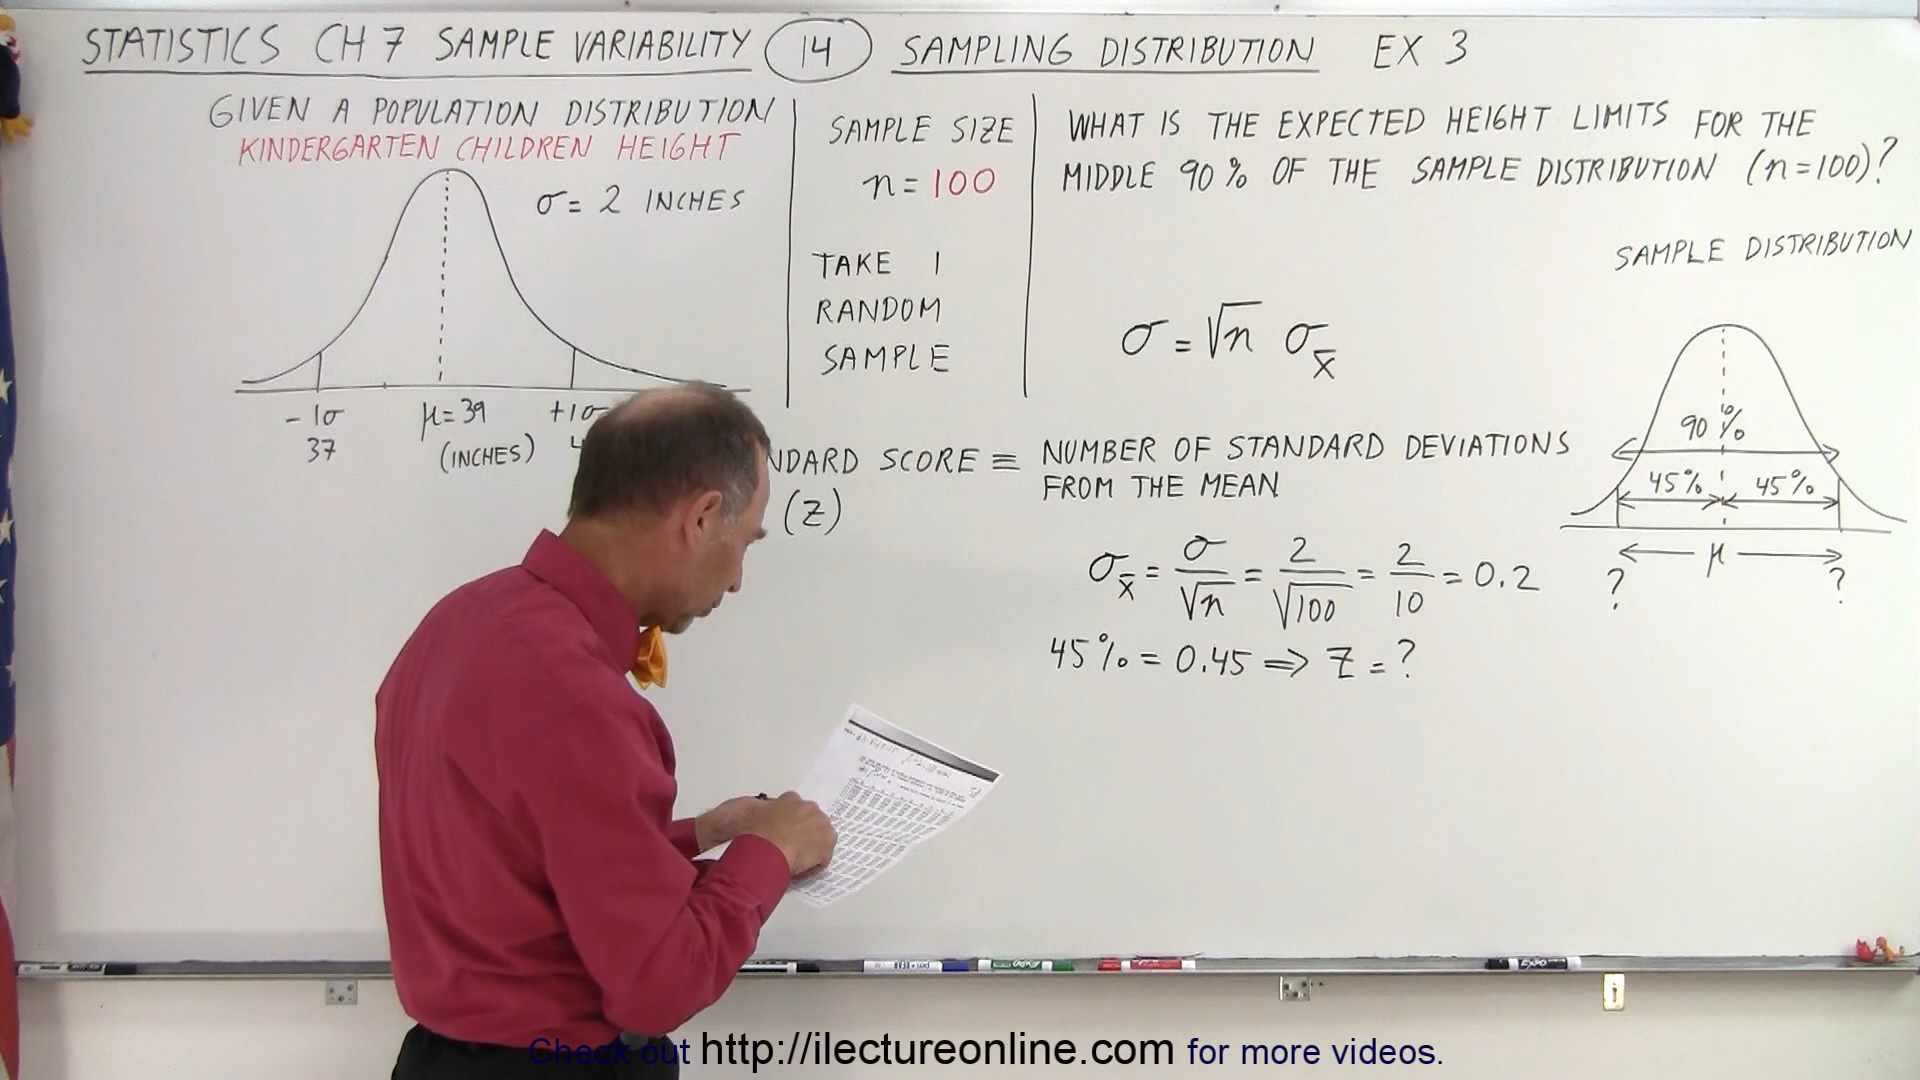 STATISTICS CH 7 SAMPLE VARIABILITY 14 SAMPLING DISTRIBUTION EX 3
GIVEN A POPULATION DISTRIBUTION
KINDERGARTEN CHILDREN HEIGHT
σ = 2 INCHES
-1σ μ=39 +1σ
37 (INCHES)
SAMPLE SIZE
n = 100
TAKE 1
RANDOM
SAMPLE
WHAT IS THE EXPECTED HEIGHT LIMITS FOR THE
MIDDLE 90% OF THE SAMPLE DISTRIBUTION (n=100)?
σ = √n σx̄
SAMPLE DISTRIBUTION
90%
45% 45%
μ
? ?
SCORE ≡ NUMBER OF STANDARD DEVIATIONS
FROM THE MEAN
(Z)
σx̄ = σ/√n = 2/√100 = 2/10 = 0.2
45% = 0.45 ⇒ Z = ?
EXPO
Check out http://ilectureonline.com for more videos.